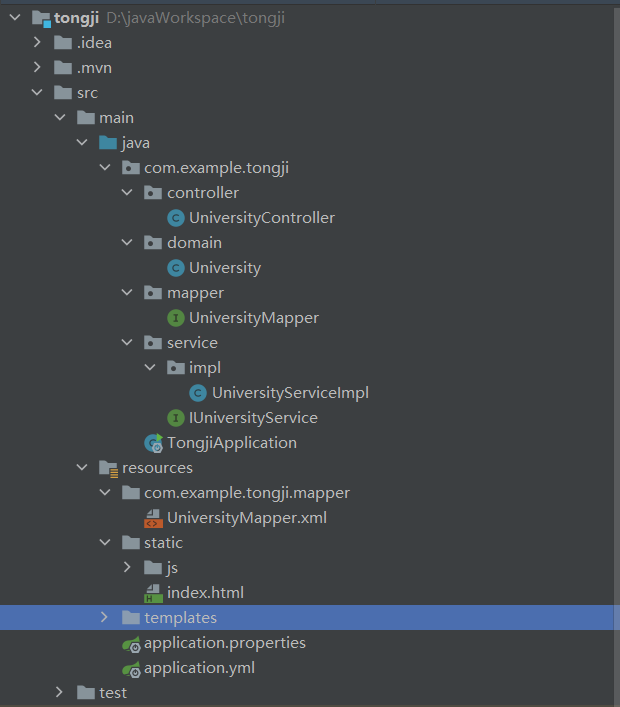 tongji D:\javaWorkspace\tongji
.idea
.mvn
src
main
java
com.example.tongji
controller
UniversityController
domain
University
mapper
UniversityMapper
service
impl
UniversityServiceImpl
IUniversityService
TongjiApplication
resources
com.example.tongji.mapper
UniversityMapper.xml
static
js
index.html
templates
application.properties
application.yml
test